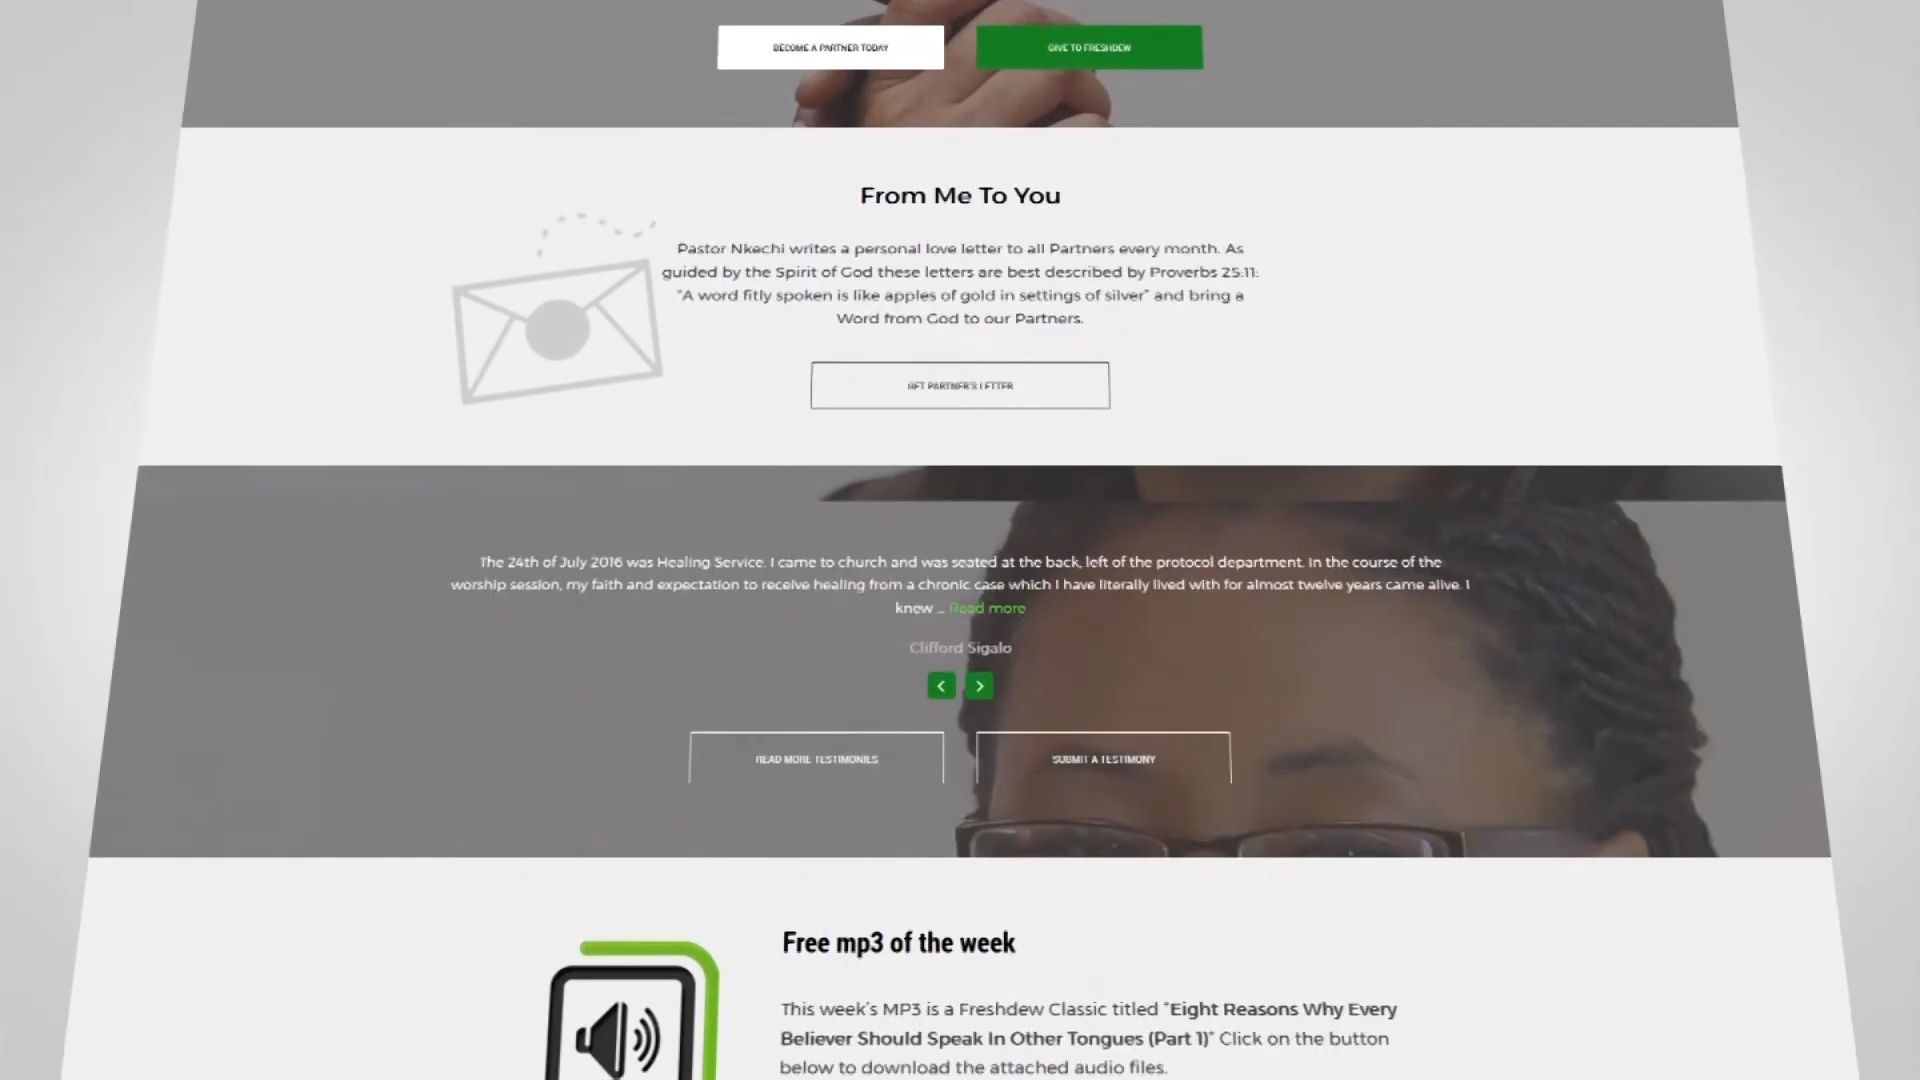 BECOME A PARTNER TODAY
GIVE TO FRESHDEW
From Me To You
Pastor Nkechi writes a personal love letter to all Partners every month. As
guided by the Spirit of God these letters are best described by Proverbs 25:11:
"A word fitly spoken is like apples of gold in settings of silver" and bring a
Word from God to our Partners.
GET PARTNER'S LETTER
The 24th of July 2016 was Healing Service. I came to church and was seated at the back, left of the protocol department. In the course of the
worship session, my faith and expectation to receive healing from a chronic case which I have literally lived with for almost twelve years came alive. I
knew ... Read more
Clifford Sigalo
READ MORE TESTIMONIES
SUBMIT A TESTIMONY
Free mp3 of the week
This week's MP3 is a Freshdew Classic titled "Eight Reasons Why Every
Believer Should Speak In Other Tongues (Part 1)" Click on the button
below to download the attached audio files.